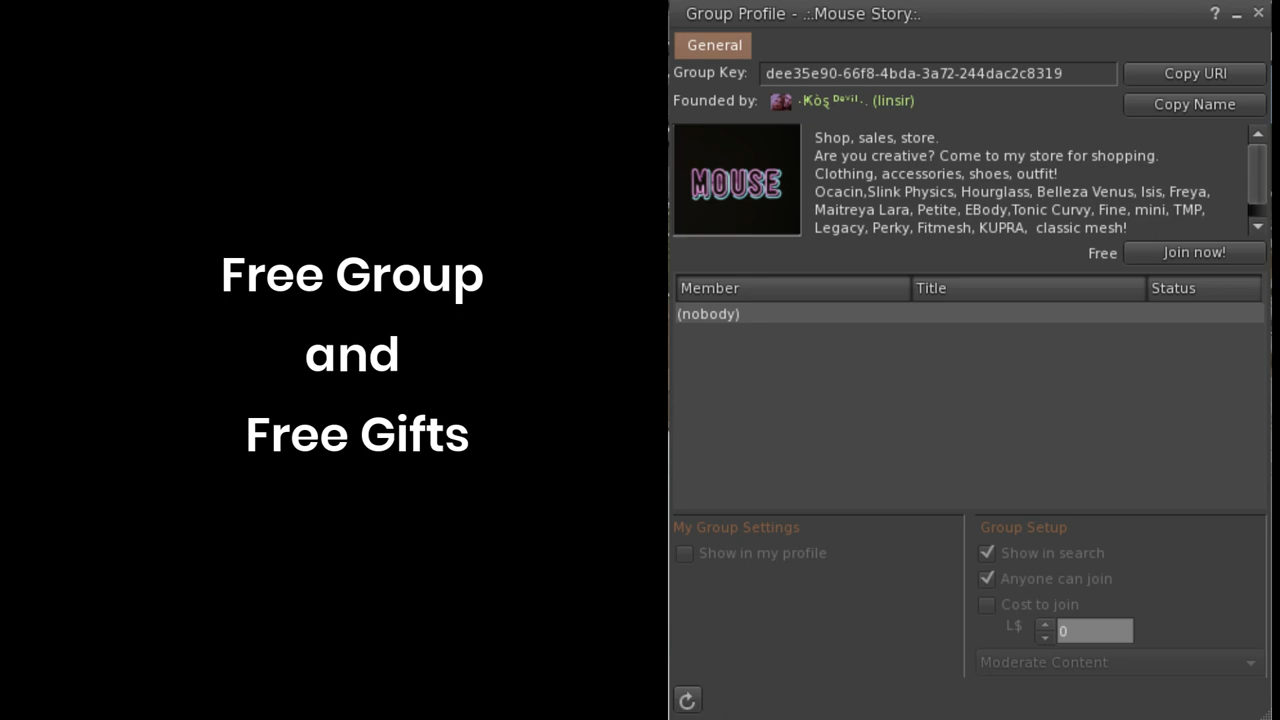 Free Group
and
Free Gifts
Group Profile - .:.Mouse Story:.
General
Group Key: dee35e90-66f8-4bda-3a72-244dac2c8319 Copy URI
Founded by: (linsir) Copy Name
MOUSE
Shop, sales, store.
Are you creative? Come to my store for shopping.
Clothing, accessories, shoes, outfit!
Ocacin,Slink Physics, Hourglass, Belleza Venus, Isis, Freya,
Maitreya Lara, Petite, EBody,Tonic Curvy, Fine, mini, TMP,
Legacy, Perky, Fitmesh, KUPRA, classic mesh!
Free Join now!
Member Title Status
(nobody)
My Group Settings
Show in my profile
Group Setup
Show in search
Anyone can join
Cost to join
L$ 0
Moderate Content